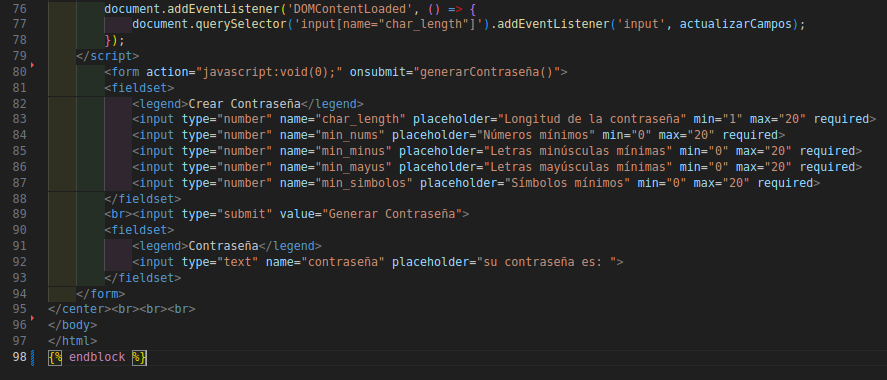 76 document.addEventListener('DOMContentLoaded', () => {
77 document.querySelector('input[name="char_length"]').addEventListener('input', actualizarCampos);
78 });
79 </script>
80 <form action="javascript:void(0);" onsubmit="generarContraseña()">
81 <fieldset>
82 <legend>Crear Contraseña</legend>
83 <input type="number" name="char_length" placeholder="Longitud de la contraseña" min="1" max="20" required>
84 <input type="number" name="min_nums" placeholder="Números mínimos" min="0" max="20" required>
85 <input type="number" name="min_minus" placeholder="Letras minúsculas mínimas" min="0" max="20" required>
86 <input type="number" name="min_mayus" placeholder="Letras mayúsculas mínimas" min="0" max="20" required>
87 <input type="number" name="min_simbolos" placeholder="Símbolos mínimos" min="0" max="20" required>
88 </fieldset>
89 <br><input type="submit" value="Generar Contraseña">
90 <fieldset>
91 <legend>Contraseña</legend>
92 <input type="text" name="contraseña" placeholder="su contraseña es: ">
93 </fieldset>
94 </form>
95 </center><br><br><br>
96 </body>
97 </html>
98 {% endblock %}